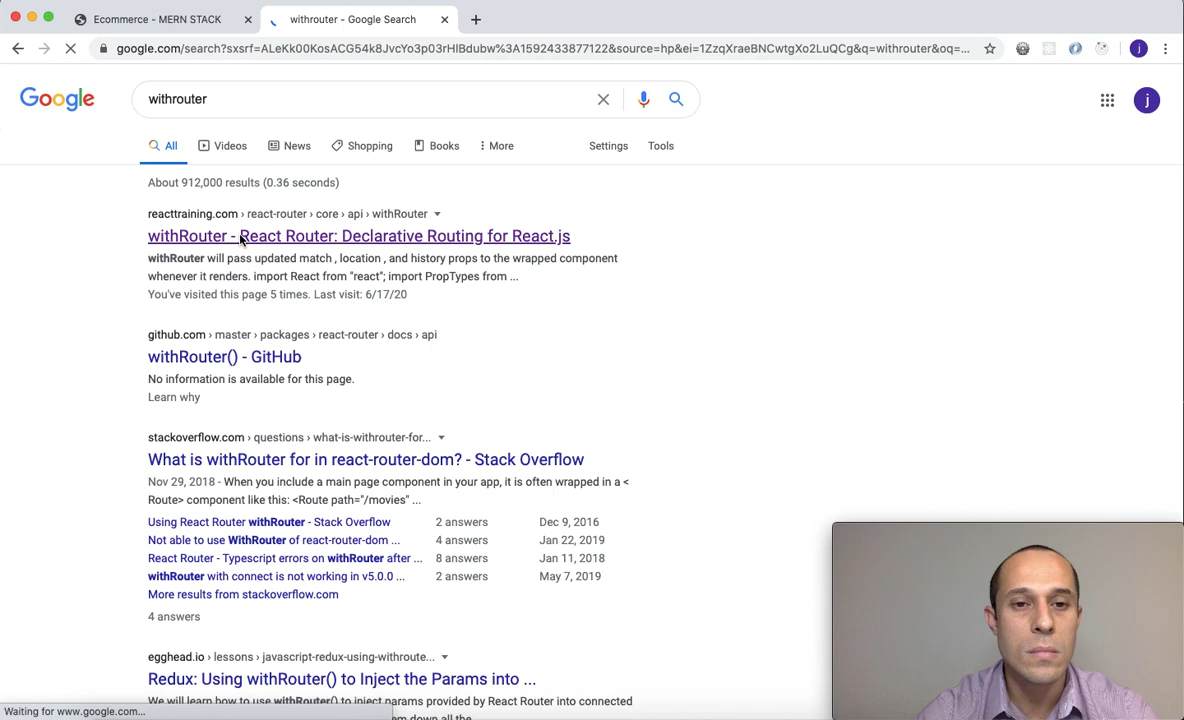 Ecommerce - MERN STACK
withrouter - Google Search
google.com/search?sxsrf=ALeKk00KosACG54k8JvcYo3p03rHlBdubw%3A1592433877122&source=hp&ei=1ZzqXraeBNCwtgXo2LuQCg&q=withrouter&oq=...
j
Google
withrouter
j
All
Videos
News
Shopping
Books
More
Settings
Tools
About 912,000 results (0.36 seconds)
reacttraining.com › react-router › core › api › withRouter
withRouter - React Router: Declarative Routing for React.js
withRouter will pass updated match , location , and history props to the wrapped component
whenever it renders. import React from "react"; import PropTypes from ...
You've visited this page 5 times. Last visit: 6/17/20
github.com › master › packages › react-router › docs › api
withRouter() - GitHub
No information is available for this page.
Learn why
stackoverflow.com › questions › what-is-withrouter-for...
What is withRouter for in react-router-dom? - Stack Overflow
Nov 29, 2018 - When you include a main page component in your app, it is often wrapped in a <
Route> component like this: <Route path="/movies" ...
Using React Router withRouter - Stack Overflow 2 answers Dec 9, 2016
Not able to use WithRouter of react-router-dom ... 4 answers Jan 22, 2019
React Router - Typescript errors on withRouter after ... 8 answers Jan 11, 2018
withRouter with connect is not working in v5.0.0 ... 2 answers May 7, 2019
More results from stackoverflow.com
4 answers
egghead.io › lessons › javascript-redux-using-withroute...
Redux: Using withRouter() to Inject the Params into ...
We will learn how to use withRouter() to inject params provided by React Router into connected
em down all the
Waiting for www.google.com...